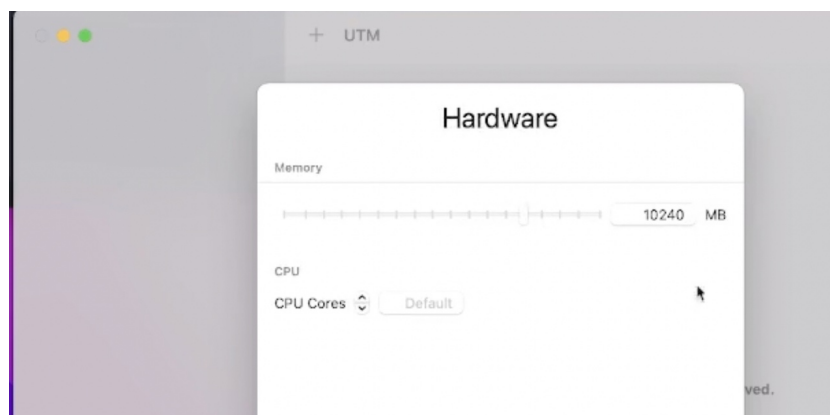 + UTM
Hardware
Memory
10240 MB
CPU
CPU Cores Default
ved.